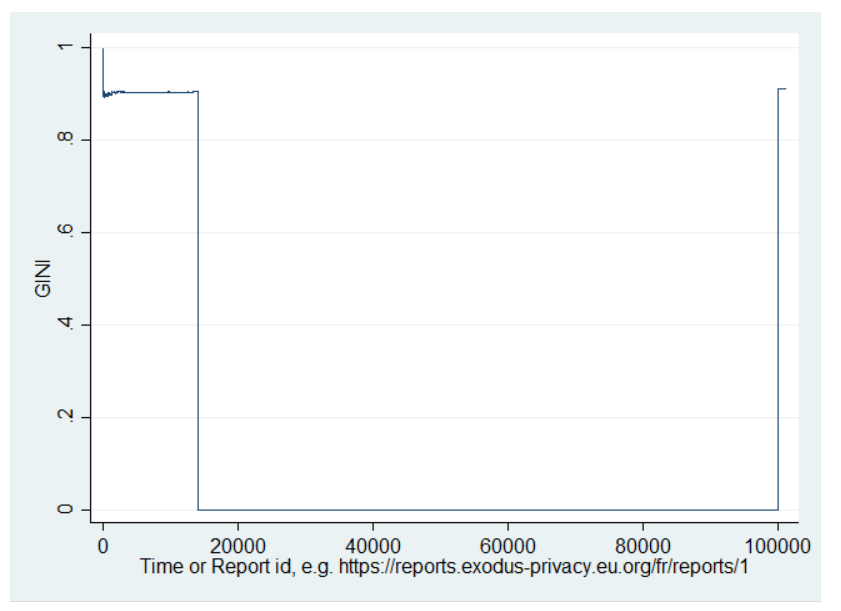 1
.8
.6
.4
.2
0
GINI
0 20000 40000 60000 80000 100000
Time or Report id, e.g. https://reports.exodus-privacy.eu.org/fr/reports/1